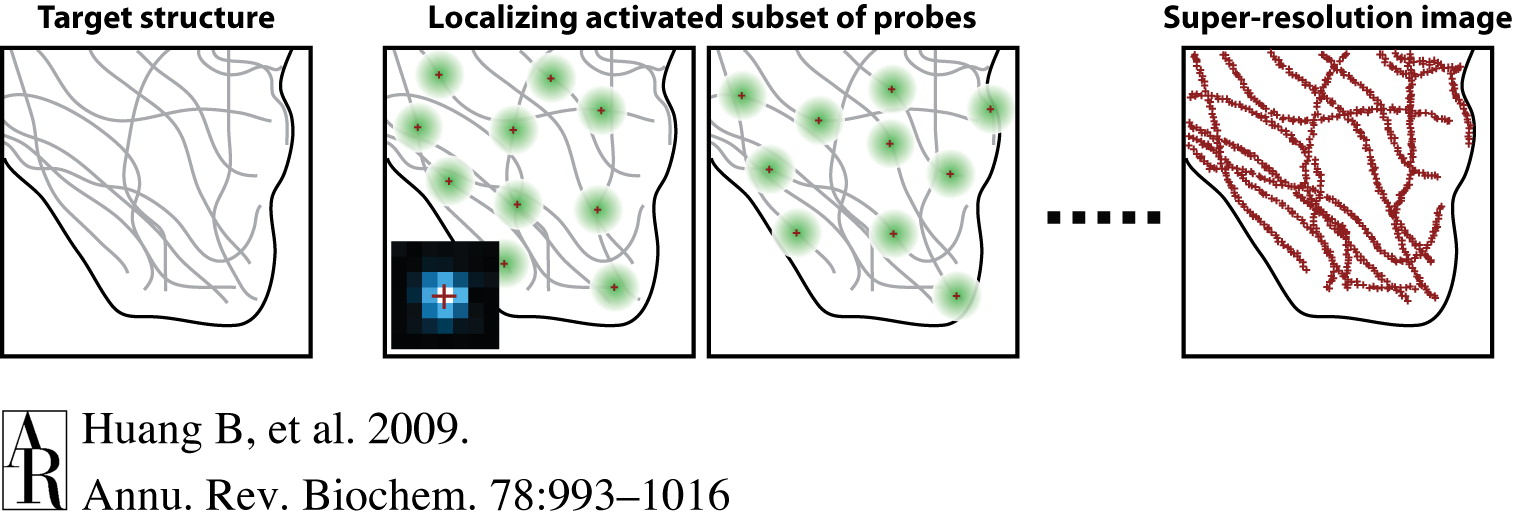 Target structure
Localizing activated subset of probes
Super-resolution image
AR
Huang B, et al. 2009.
Annu. Rev. Biochem. 78:993–1016